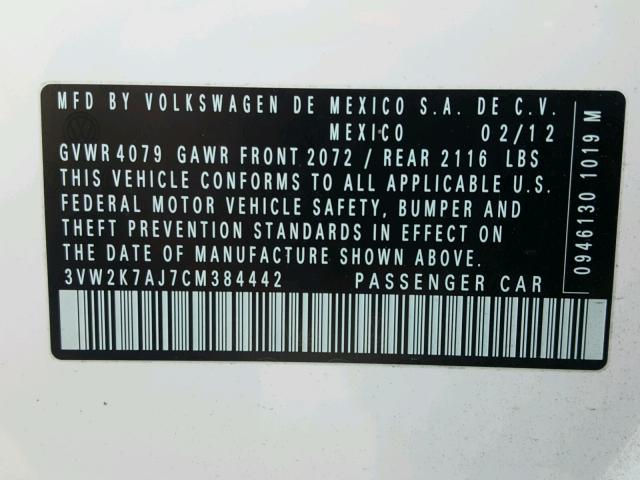 MFD BY VOLKSWAGEN DE MEXICO S.A. DE C.V.
MEXICO 02/12
GVWR 4079 GAWR FRONT 2072 / REAR 2116 LBS
THIS VEHICLE CONFORMS TO ALL APPLICABLE U.S.
FEDERAL MOTOR VEHICLE SAFETY, BUMPER AND
THEFT PREVENTION STANDARDS IN EFFECT ON
THE DATE OF MANUFACTURE SHOWN ABOVE.
3VW2K7AJ7CM384442 PASSENGER CAR
0946130 1019 M